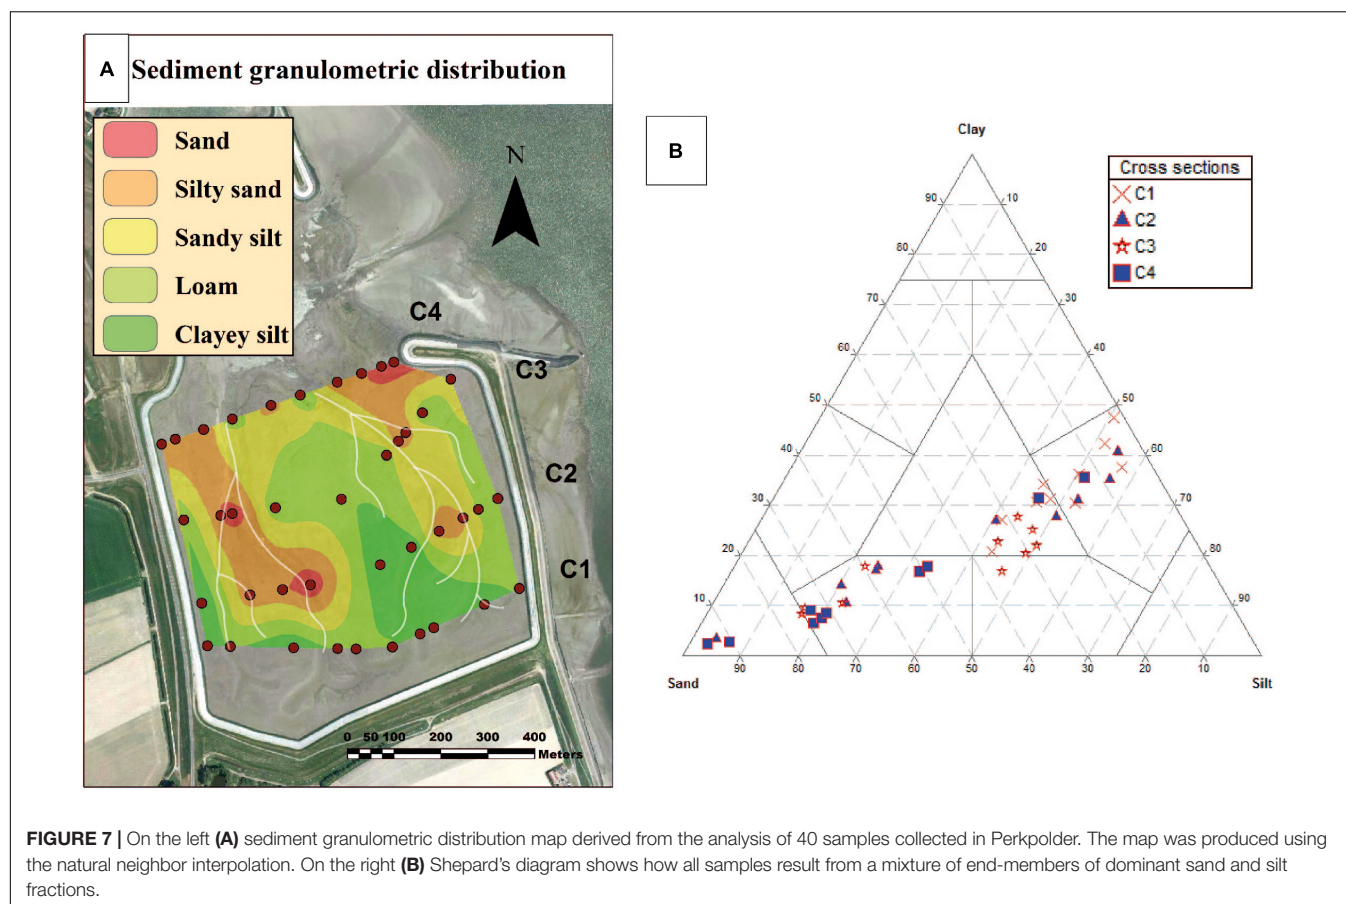 A
Sediment granulometric distribution
Sand
Silty sand
Sandy silt
Loam
Clayey silt
N
C4
C3
C2
C1
0 50 100 200 300 400
Meters
B
Clay
Cross sections
C1
C2
C3
C4
90 10
80 20
70 30
60 40
50 50
40 60
30 70
20 80
10 90
90 80 70 60 50 40 30 20 10
Sand Silt
FIGURE 7 | On the left (A) sediment granulometric distribution map derived from the analysis of 40 samples collected in Perkpolder. The map was produced using
the natural neighbor interpolation. On the right (B) Shepard's diagram shows how all samples result from a mixture of end-members of dominant sand and silt
fractions.